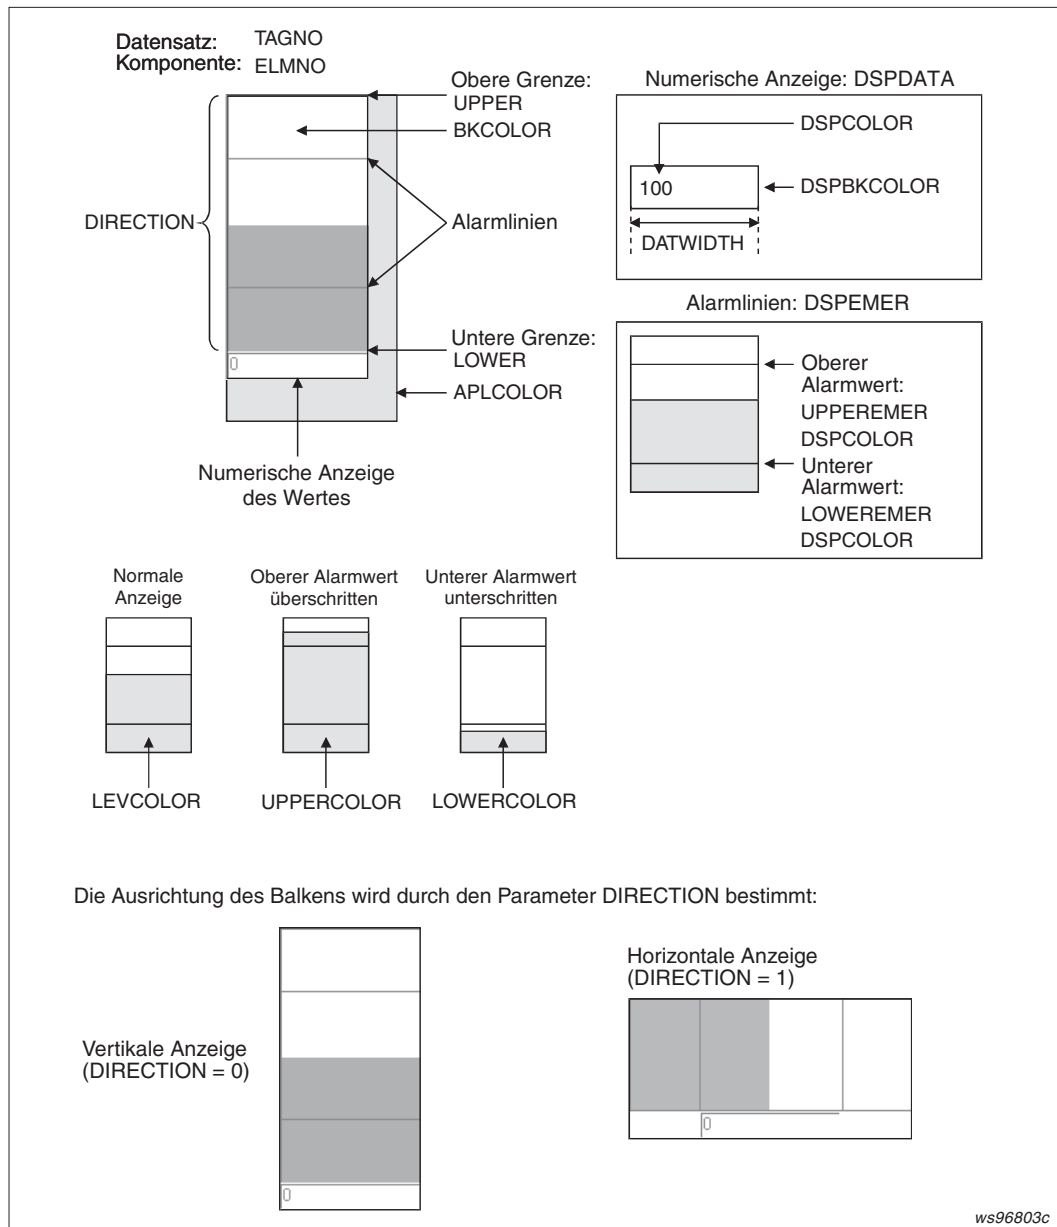 Datensatz: TAGNO
Komponente: ELMNO
Obere Grenze:
UPPER
BKCOLOR
DIRECTION
Alarmlinien
Untere Grenze:
LOWER
0
APLCOLOR
Numerische Anzeige
des Wertes
Numerische Anzeige: DSPDATA
DSPCOLOR
100
DSPBKCOLOR
DATWIDTH
Alarmlinien: DSPEMER
Oberer
Alarmwert:
UPPEREMER
DSPCOLOR
Unterer
Alarmwert:
LOWEREMER
DSPCOLOR
Normale
Anzeige
Oberer Alarmwert
überschritten
Unterer Alarmwert
unterschritten
LEVCOLOR
UPPERCOLOR
LOWERCOLOR
Die Ausrichtung des Balkens wird durch den Parameter DIRECTION bestimmt:
Vertikale Anzeige
(DIRECTION = 0)
0
Horizontale Anzeige
(DIRECTION = 1)
0
ws96803c